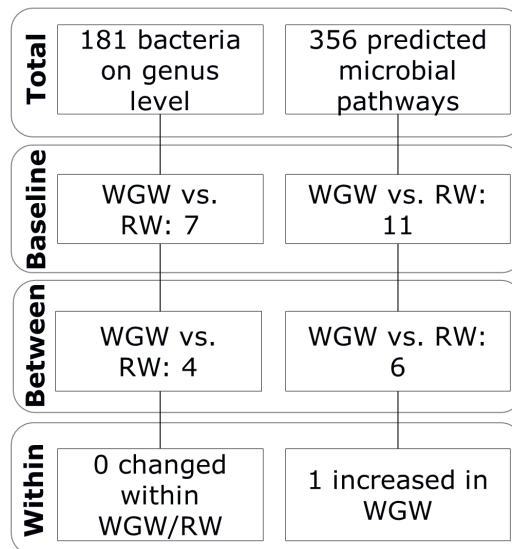 Total
181 bacteria
on genus
level
356 predicted
microbial
pathways
Baseline
WGW vs.
RW: 7
WGW vs. RW:
11
Between
WGW vs.
RW: 4
WGW vs. RW:
6
Within
0 changed
within
WGW/RW
1 increased in
WGW